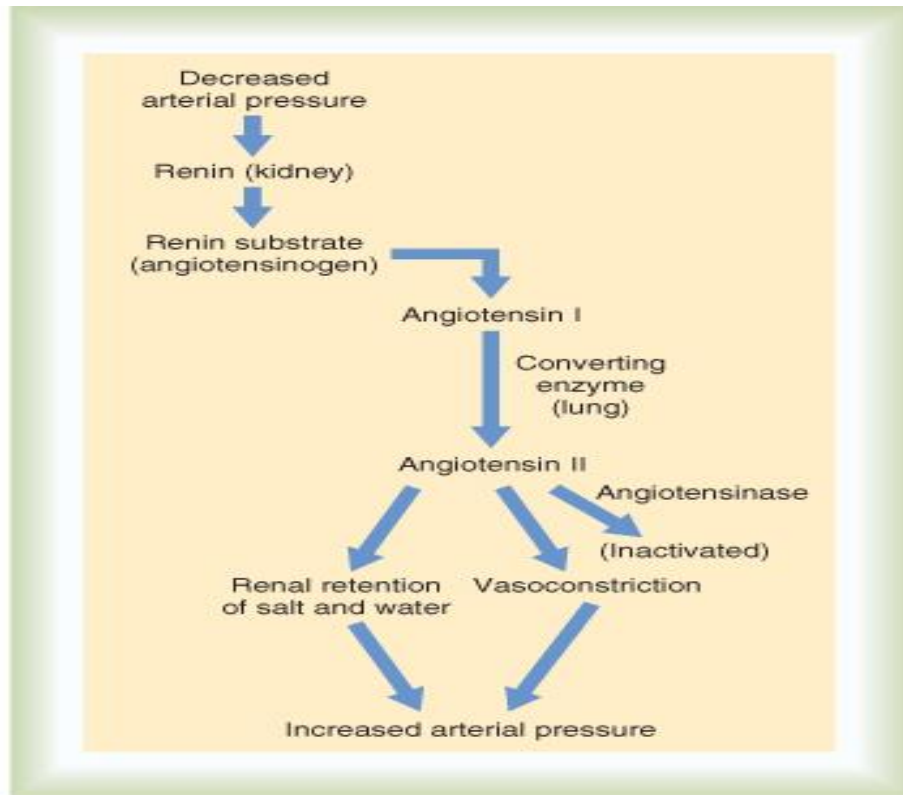 Decreased
arterial pressure
Renin (kidney)
Renin substrate
(angiotensinogen)
Angiotensin I
Converting
enzyme
(lung)
Angiotensin II
Angiotensinase
(Inactivated)
Renal retention
of salt and water
Vasoconstriction
Increased arterial pressure